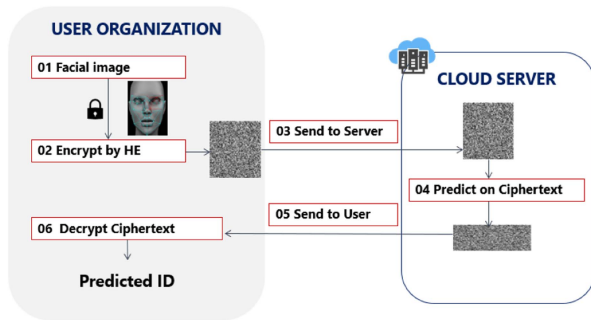 USER ORGANIZATION
01 Facial image
02 Encrypt by HE
03 Send to Server
CLOUD SERVER
04 Predict on Ciphertext
05 Send to User
06 Decrypt Ciphertext
Predicted ID